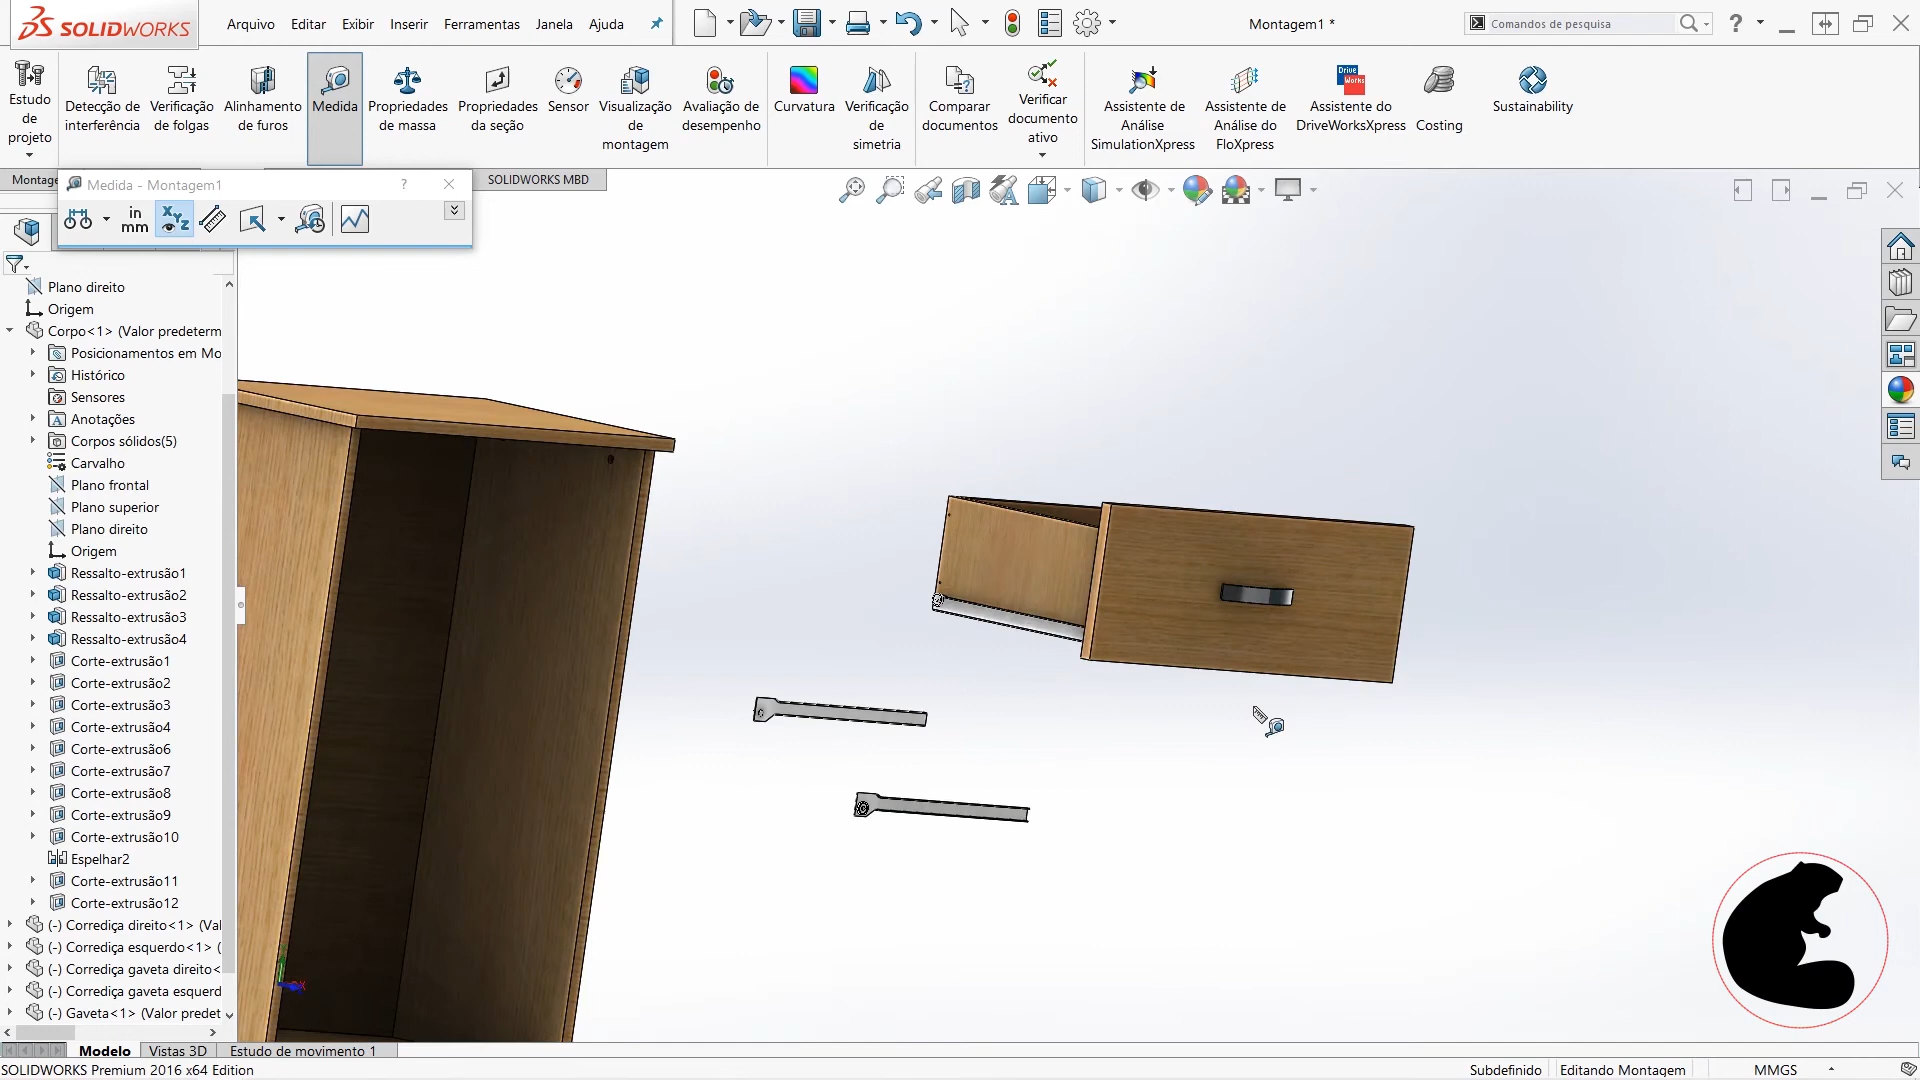 SOLIDWORKS
Arquivo Editar Exibir Inserir Ferramentas Janela Ajuda
Montagem1 *
Comandos de pesquisa
?
Estudo de projeto
Detecção de interferência
Verificação de folgas
Alinhamento de furos
Medida
Propriedades de massa
Propriedades da seção
Sensor
Visualização de montagem
Avaliação de desempenho
Curvatura
Verificação de simetria
Comparar documentos
Verificar documento ativo
Assistente de Análise SimulationXpress
Assistente de Análise do FloXpress
Drive Works
Assistente do DriveWorksXpress
Costing
Sustainability
Montage
SOLIDWORKS MBD
Medida - Montagem1 ?
in mm
XYZ
Plano direito
Origem
Corpo<1> (Valor predeterm
Posicionamentos em Mo
Histórico
Sensores
Anotações
Corpos sólidos(5)
Carvalho
Plano frontal
Plano superior
Plano direito
Origem
Ressalto-extrusão1
Ressalto-extrusão2
Ressalto-extrusão3
Ressalto-extrusão4
Corte-extrusão1
Corte-extrusão2
Corte-extrusão3
Corte-extrusão4
Corte-extrusão6
Corte-extrusão7
Corte-extrusão8
Corte-extrusão9
Corte-extrusão10
Espelhar2
Corte-extrusão11
Corte-extrusão12
(-) Corrediça direito<1> (Val
(-) Corrediça esquerdo<1> (
(-) Corrediça gaveta direito<
(-) Corrediça gaveta esquerd
(-) Gaveta<1> (Valor predet
Modelo Vistas 3D Estudo de movimento 1
SOLIDWORKS Premium 2016 x64 Edition
Subdefinido Editando Montagem MMGS